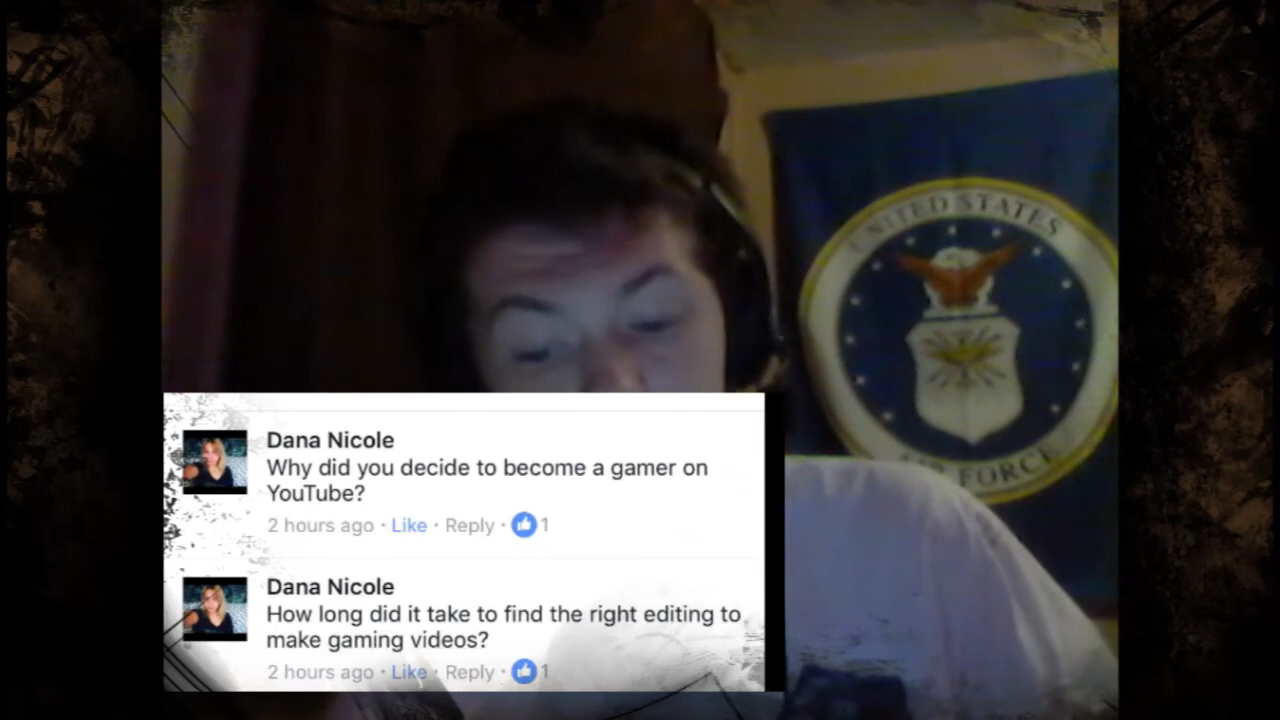 UNITED STATES
AIR FORCE
Dana Nicole
Why did you decide to become a gamer on
YouTube?
2 hours ago · Like · Reply · 1
Dana Nicole
How long did it take to find the right editing to
make gaming videos?
2 hours ago · Like · Reply · 1